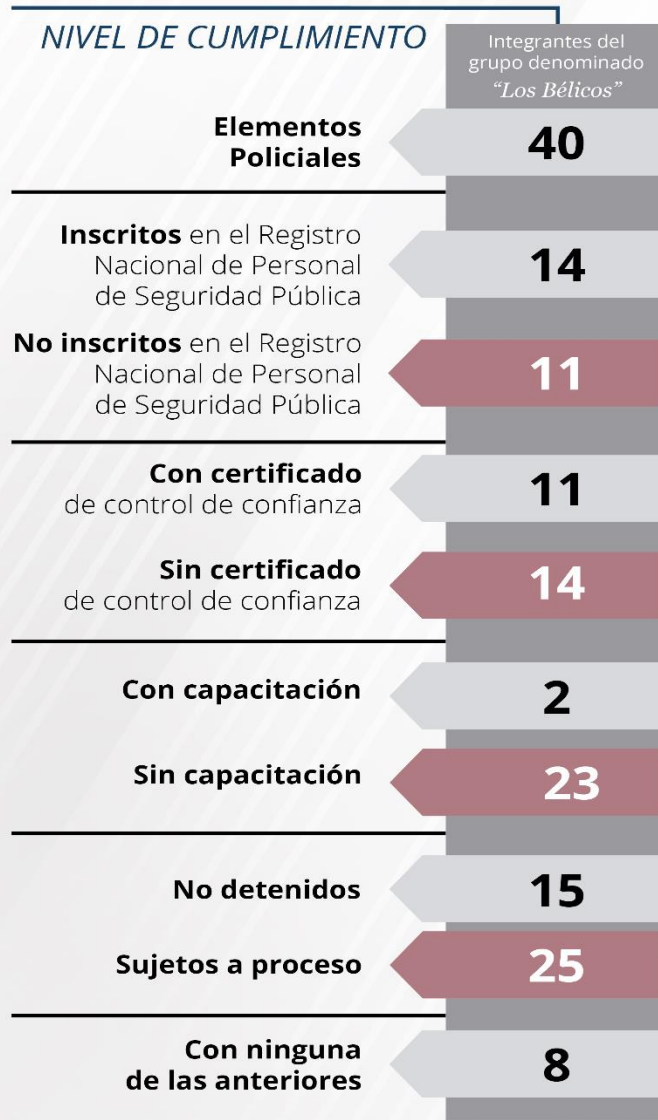 NIVEL DE CUMPLIMIENTO
Integrantes del
grupo denominado
“Los Bélicos”
Elementos
Policiales
40
Inscritos en el Registro
Nacional de Personal
de Seguridad Pública
14
No inscritos en el Registro
Nacional de Personal
de Seguridad Pública
11
Con certificado
de control de confianza
11
Sin certificado
de control de confianza
14
Con capacitación
2
Sin capacitación
23
No detenidos
15
Sujetos a proceso
25
Con ninguna
de las anteriores
8